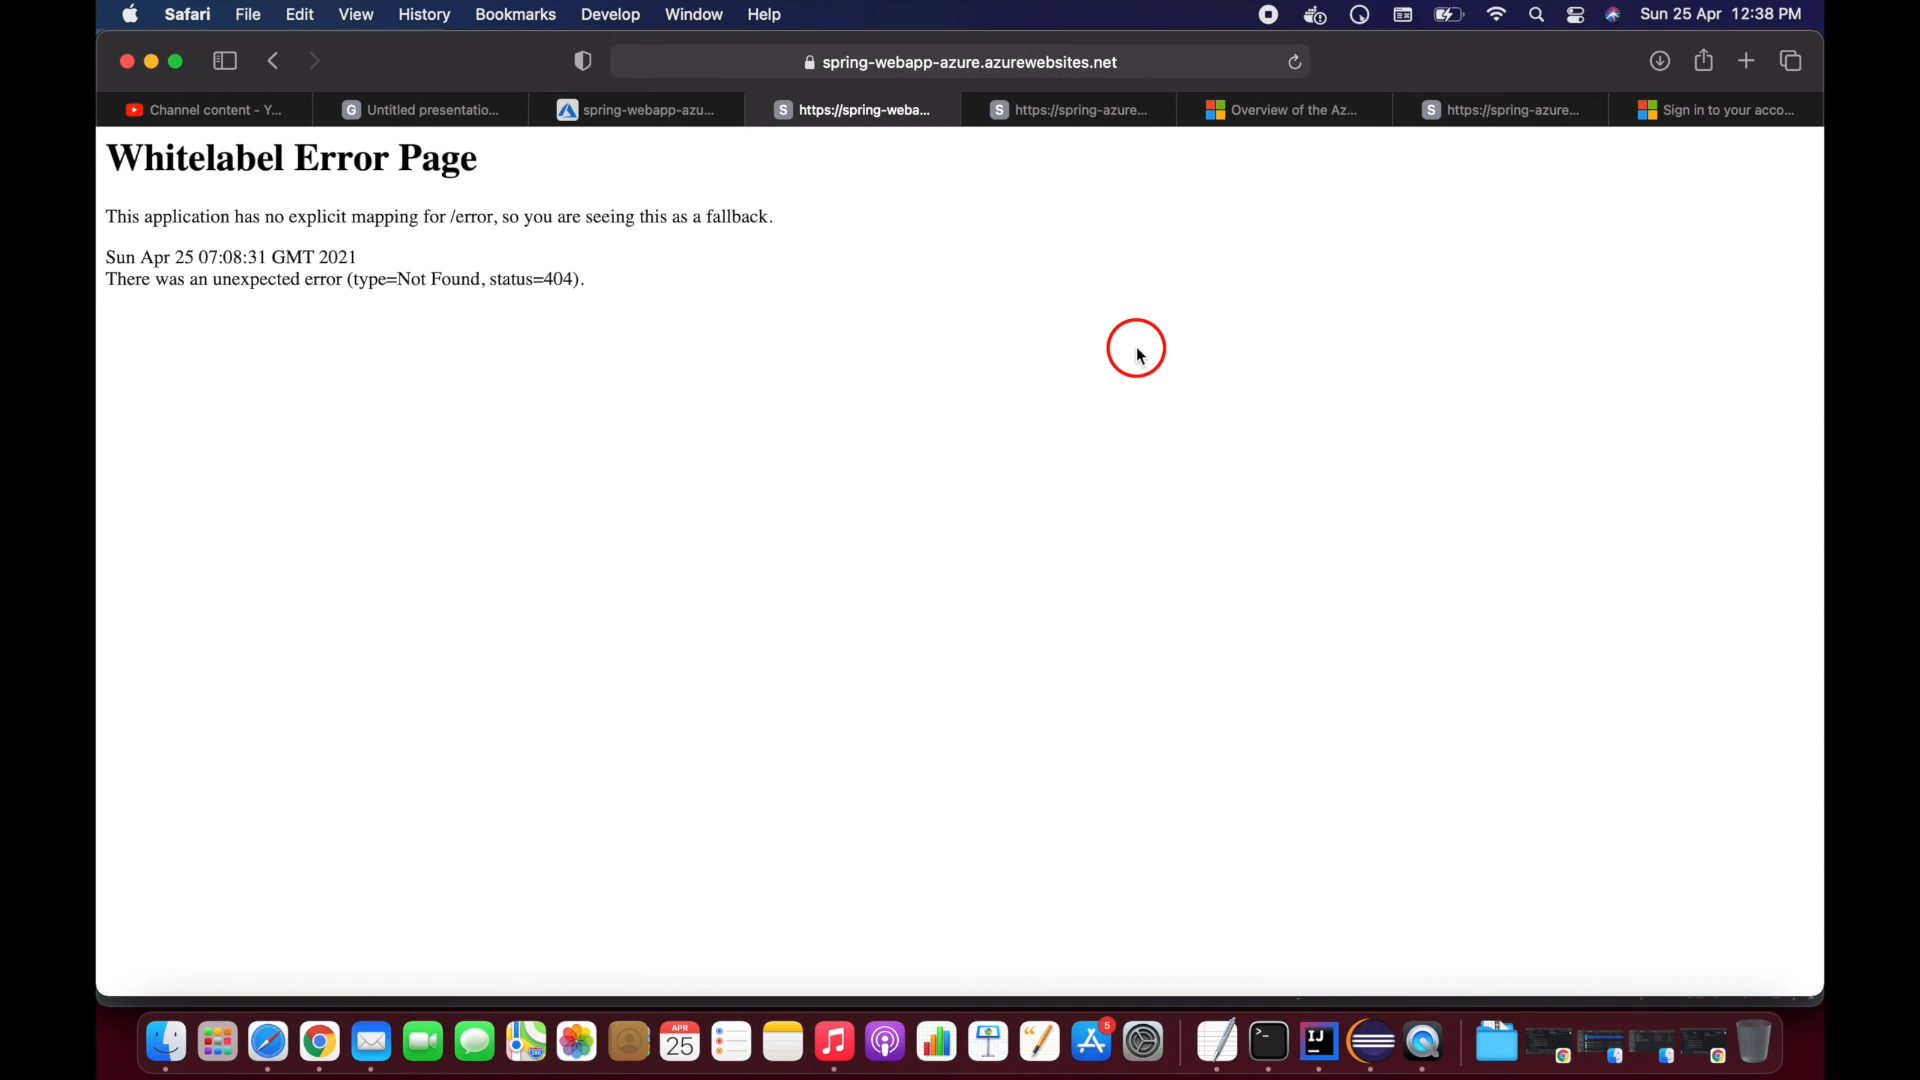 Safari File Edit View History Bookmarks Develop Window Help Sun 25 Apr 12:38 PM
spring-webapp-azure.azurewebsites.net
Channel content - Y... G Untitled presentatio... spring-webapp-azu... S https://spring-weba... S https://spring-azure... Overview of the Az... S https://spring-azure... Sign in to your acco...
Whitelabel Error Page
This application has no explicit mapping for /error, so you are seeing this as a fallback.
Sun Apr 25 07:08:31 GMT 2021
There was an unexpected error (type=Not Found, status=404).
APR
25
5
IJ